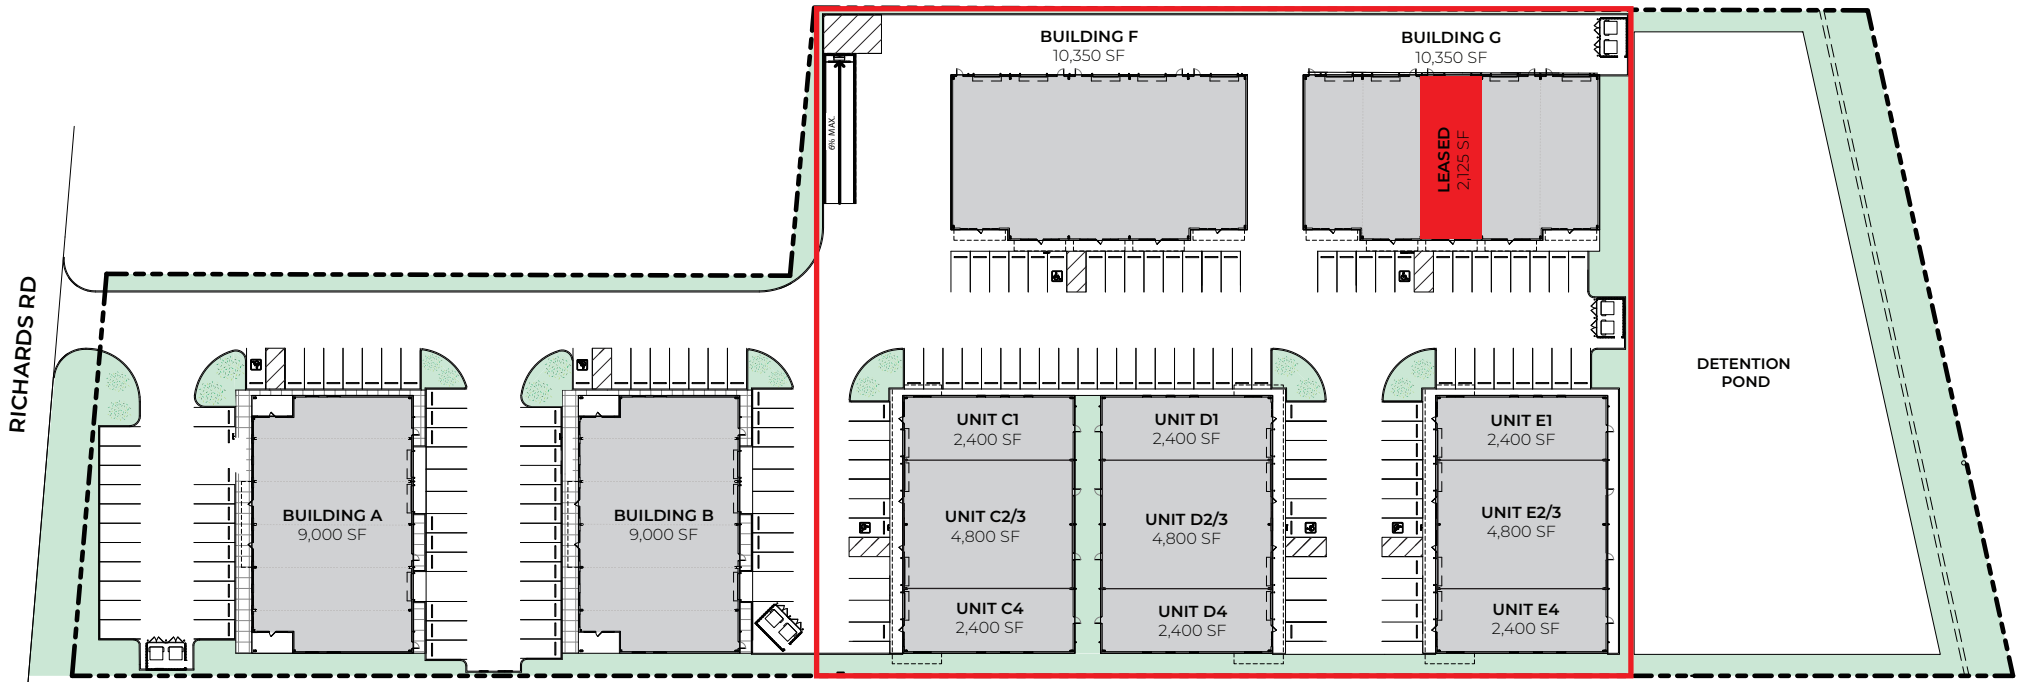 BUILDING F
10,350 SF
BUILDING G
10,350 SF
6% MAX.
LEASED
2,125 SF
RICHARDS RD
DETENTION
POND
BUILDING A
9,000 SF
BUILDING B
9,000 SF
UNIT C1
2,400 SF
UNIT D1
2,400 SF
UNIT E1
2,400 SF
UNIT C2/3
4,800 SF
UNIT D2/3
4,800 SF
UNIT E2/3
4,800 SF
UNIT C4
2,400 SF
UNIT D4
2,400 SF
UNIT E4
2,400 SF